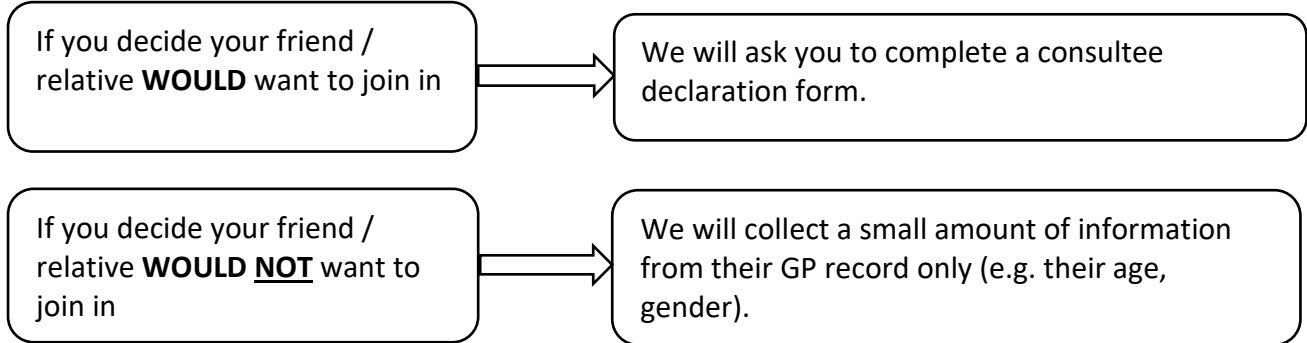 If you decide your friend /
relative WOULD want to join in
We will ask you to complete a consultee
declaration form.
If you decide your friend /
relative WOULD NOT want to
join in
We will collect a small amount of information
from their GP record only (e.g. their age,
gender).